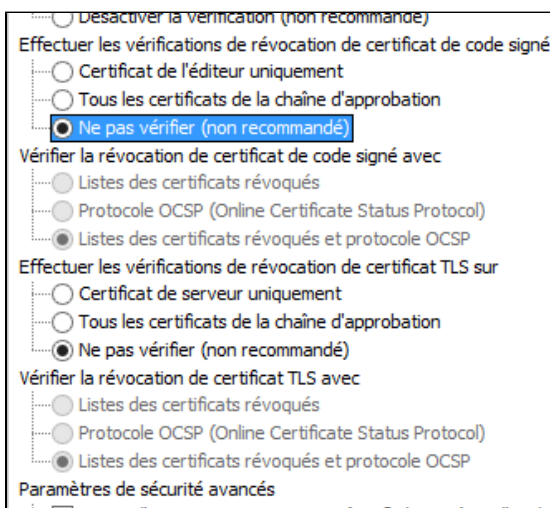 Désactiver la vérification (non recommandé)
Effectuer les vérifications de révocation de certificat de code signé
Certificat de l'éditeur uniquement
Tous les certificats de la chaîne d'approbation
Ne pas vérifier (non recommandé)
Vérifier la révocation de certificat de code signé avec
Listes des certificats révoqués
Protocole OCSP (Online Certificate Status Protocol)
Listes des certificats révoqués et protocole OCSP
Effectuer les vérifications de révocation de certificat TLS sur
Certificat de serveur uniquement
Tous les certificats de la chaîne d'approbation
Ne pas vérifier (non recommandé)
Vérifier la révocation de certificat TLS avec
Listes des certificats révoqués
Protocole OCSP (Online Certificate Status Protocol)
Listes des certificats révoqués et protocole OCSP
Paramètres de sécurité avancés